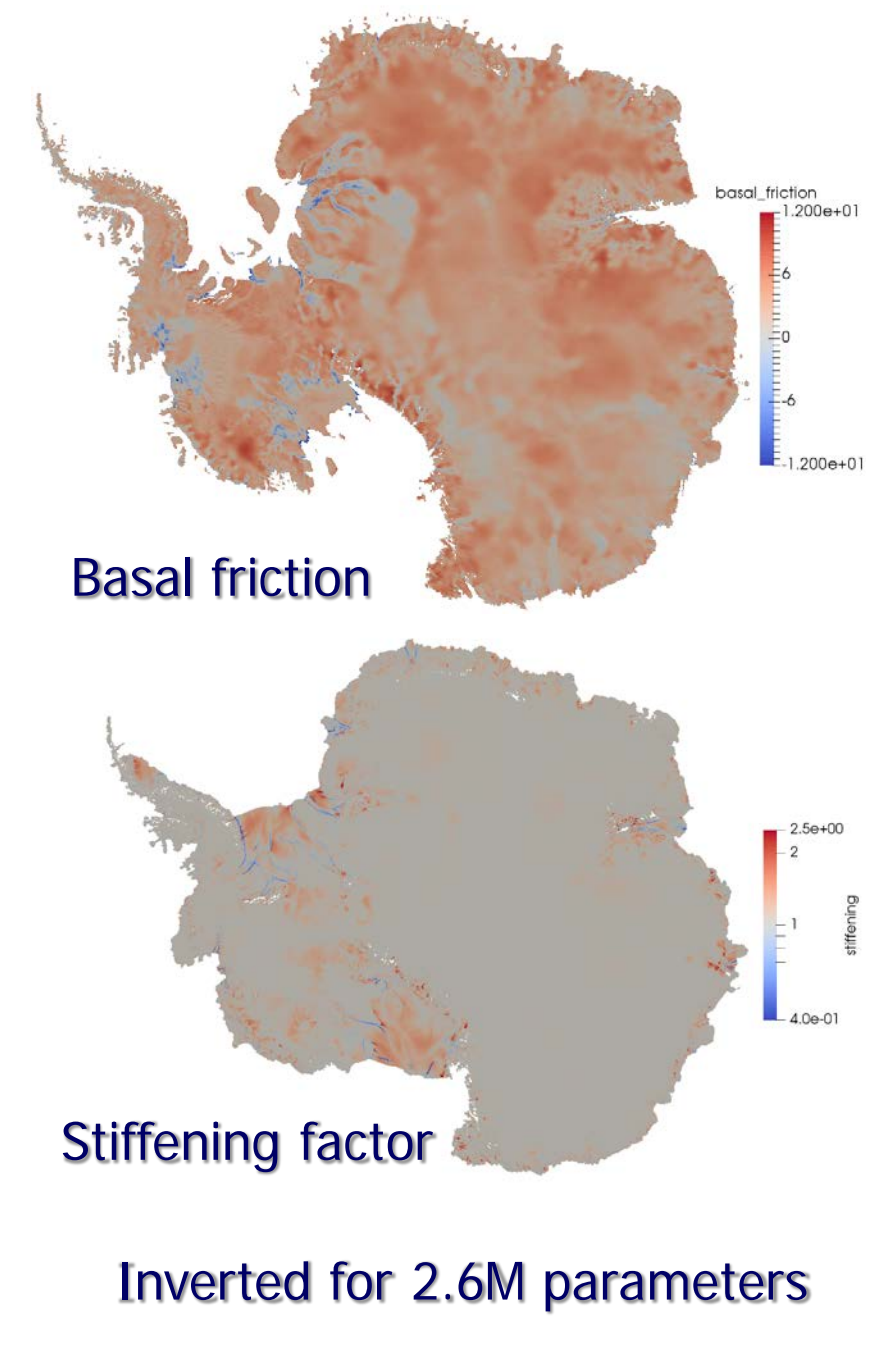 basal_friction
1.200e+01
6
0
-6
-1.200e+01
Basal friction
2.5e+00
2
1
4.0e-01
stiffening
Stiffening factor
Inverted for 2.6M parameters